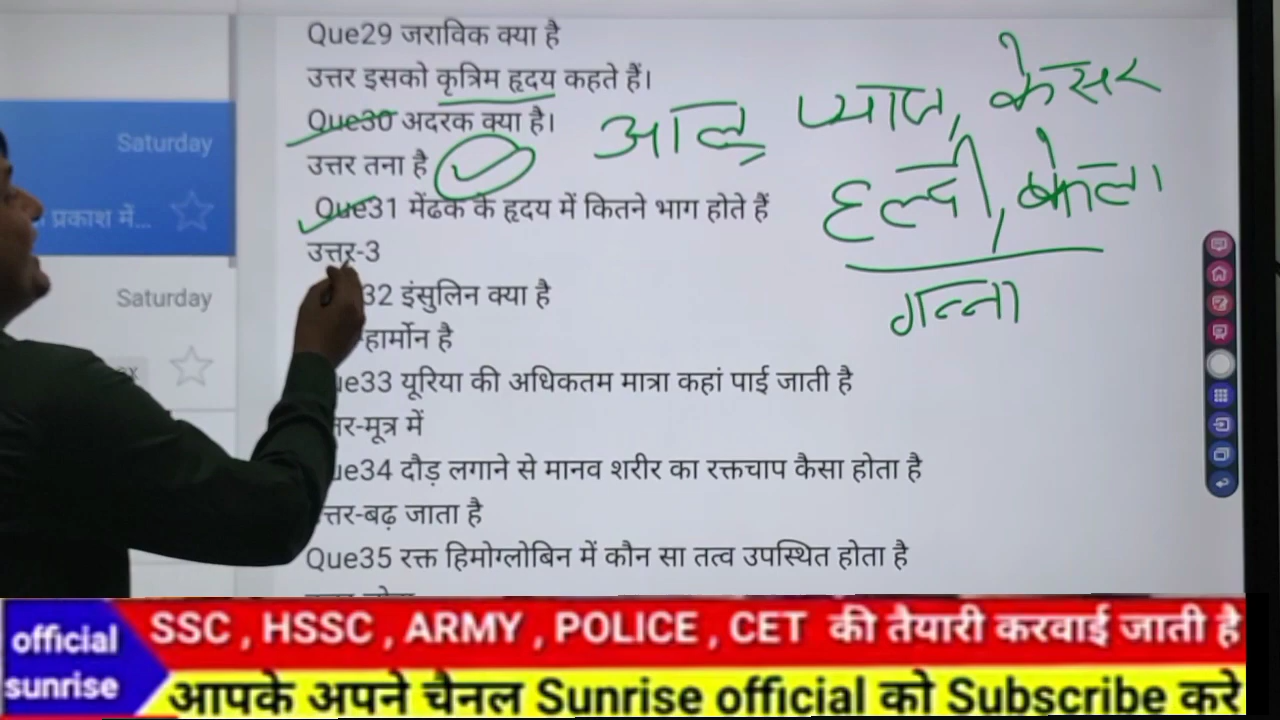 Que29 जराविक क्या है
उत्तर इसको कृत्रिम हृदय कहते हैं।
Que30 अदरक क्या है।
उत्तर तना है
आलू प्याज, केसर
हल्दी, केला
गन्ना
Que31 मेंढक के हृदय में कितने भाग होते हैं
उत्तर-3
32 इंसुलिन क्या है
-हार्मोन है
ue33 यूरिया की अधिकतम मात्रा कहां पाई जाती है
त्तर-मूत्र में
ue34 दौड़ लगाने से मानव शरीर का रक्तचाप कैसा होता है
त्तर-बढ़ जाता है
Que35 रक्त हिमोग्लोबिन में कौन सा तत्व उपस्थित होता है
Saturday
प्रकाश में...
Saturday
official
sunrise
SSC , HSSC , ARMY , POLICE , CET की तैयारी करवाई जाती है
आपके अपने चैनल Sunrise official को Subscribe करे